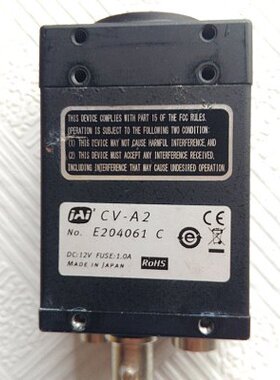 THIS DEVICE COMPLIES WITH PART 15 OF THE FCC RULES.
OPERATION IS SUBJECT TO THE FOLLOWING TWO CONDITION:
(1) THIS DEVICE MAY NOT CAUSE HARMFUL INTERFERENCE, AND
(2) THIS DEVICE MUST ACCEPT ANY INTERFERENCE RECEIVED,
INCLUDING INTERFERENCE THAT MAY CAUSE UNDESIRED OPERATION
JAI CV-A2
No. E204061 C
CE
DC:12V FUSE:1.0A
MADE IN JAPAN RoHS